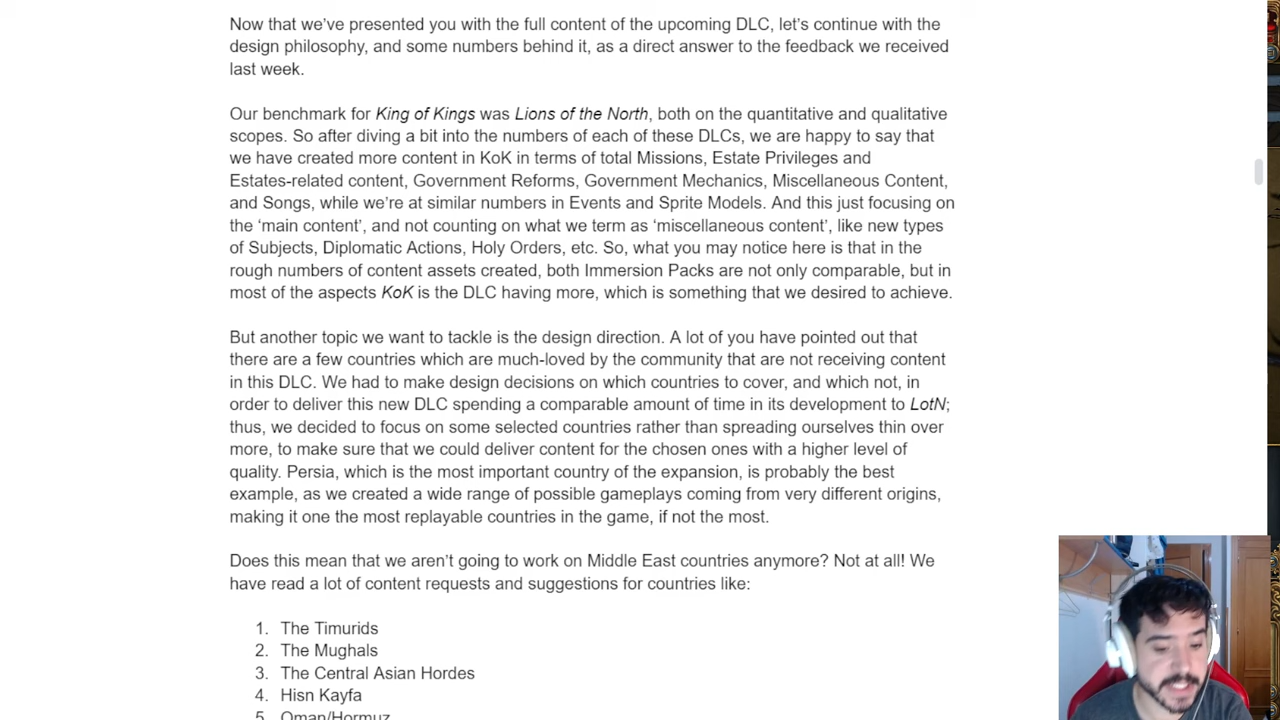 Now that we've presented you with the full content of the upcoming DLC, let's continue with the
design philosophy, and some numbers behind it, as a direct answer to the feedback we received
last week.
Our benchmark for King of Kings was Lions of the North, both on the quantitative and qualitative
scopes. So after diving a bit into the numbers of each of these DLCs, we are happy to say that
we have created more content in KoK in terms of total Missions, Estate Privileges and
Estates-related content, Government Reforms, Government Mechanics, Miscellaneous Content,
and Songs, while we're at similar numbers in Events and Sprite Models. And this just focusing on
the 'main content', and not counting on what we term as 'miscellaneous content', like new types
of Subjects, Diplomatic Actions, Holy Orders, etc. So, what you may notice here is that in the
rough numbers of content assets created, both Immersion Packs are not only comparable, but in
most of the aspects KoK is the DLC having more, which is something that we desired to achieve.
But another topic we want to tackle is the design direction. A lot of you have pointed out that
there are a few countries which are much-loved by the community that are not receiving content
in this DLC. We had to make design decisions on which countries to cover, and which not, in
order to deliver this new DLC spending a comparable amount of time in its development to LotN;
thus, we decided to focus on some selected countries rather than spreading ourselves thin over
more, to make sure that we could deliver content for the chosen ones with a higher level of
quality. Persia, which is the most important country of the expansion, is probably the best
example, as we created a wide range of possible gameplays coming from very different origins,
making it one the most replayable countries in the game, if not the most.
Does this mean that we aren't going to work on Middle East countries anymore? Not at all! We
have read a lot of content requests and suggestions for countries like:
1. The Timurids
2. The Mughals
3. The Central Asian Hordes
4. Hisn Kayfa
5. Oman/Hormuz